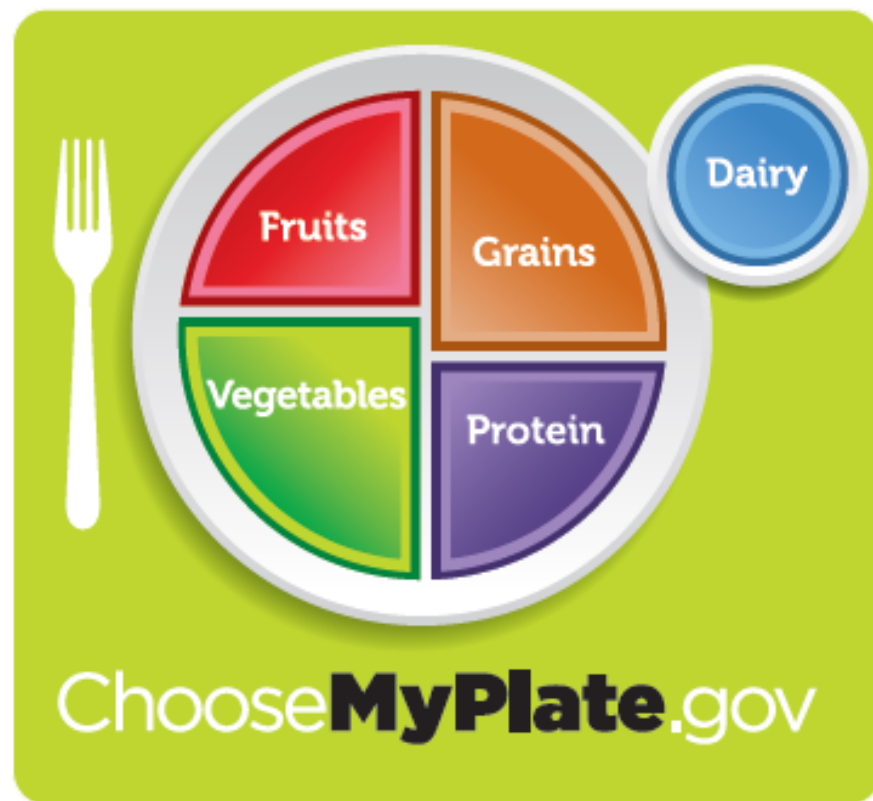 Dairy
Fruits
Grains
Vegetables
Protein
ChooseMyPlate.gov